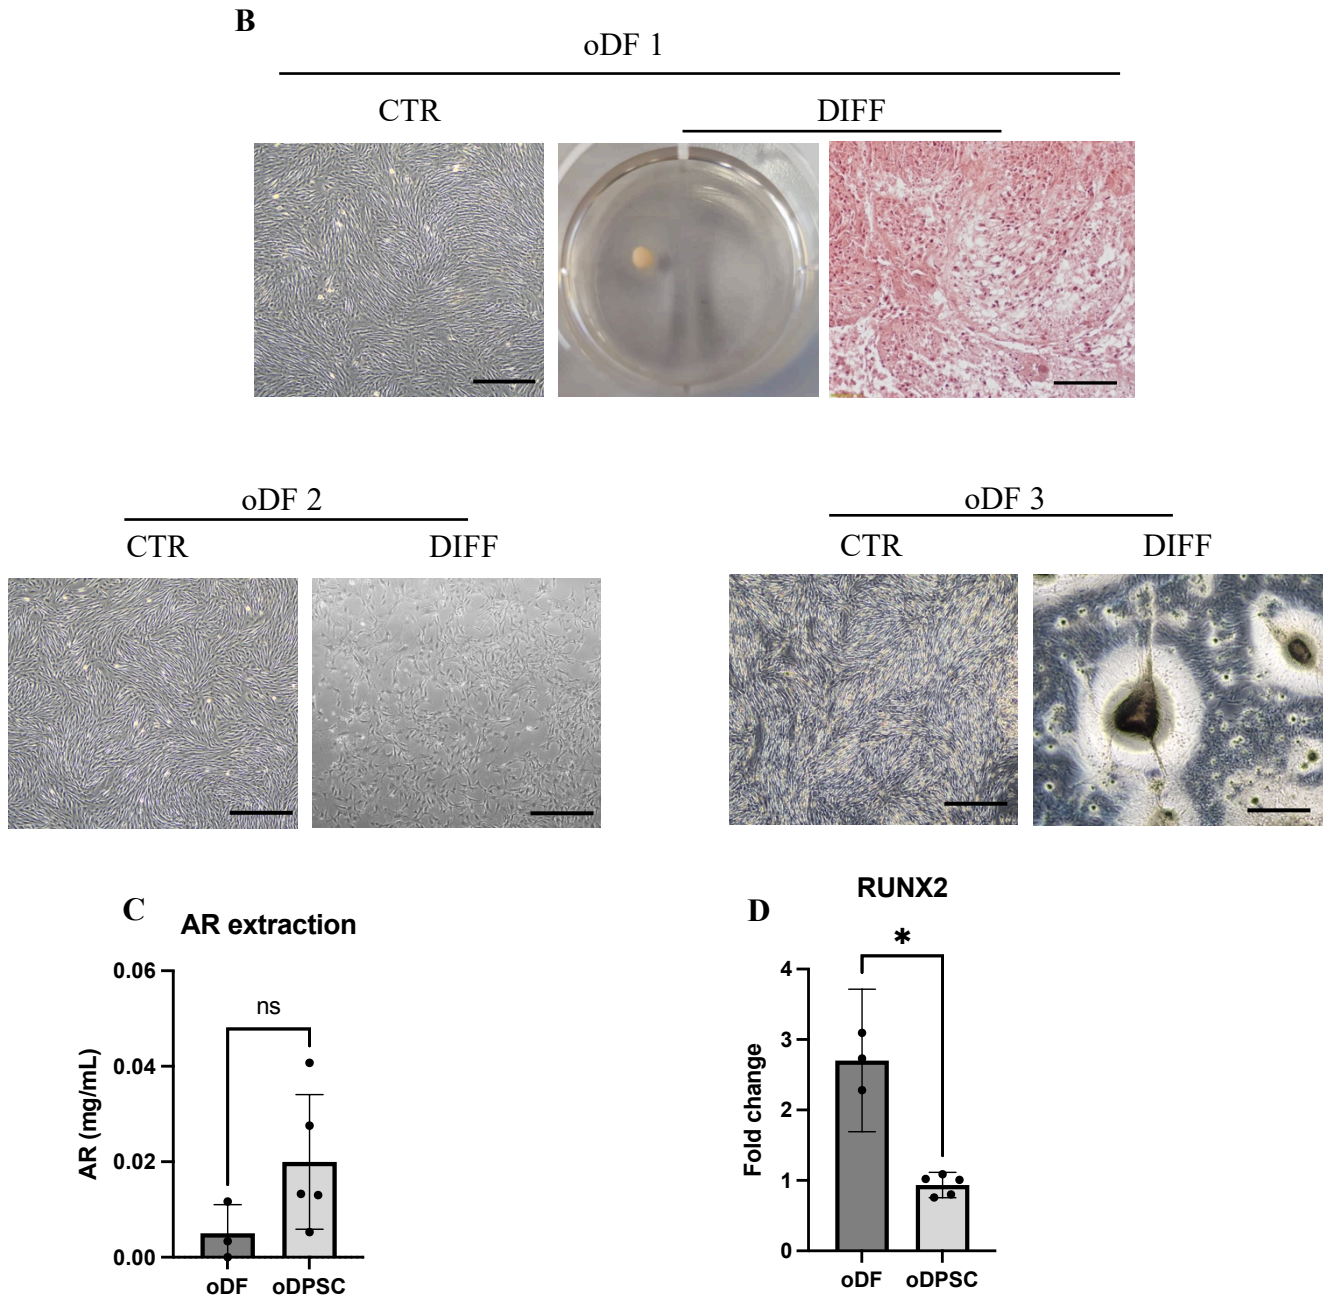 B
oDF 1
CTR DIFF
oDF 2
CTR DIFF
oDF 3
CTR DIFF
C
AR extraction
0.06
0.04
0.02
0.00
AR (mg/mL)
ns
oDF oDPSC
D
RUNX2
*
4
3
2
1
0
Fold change
oDF oDPSC